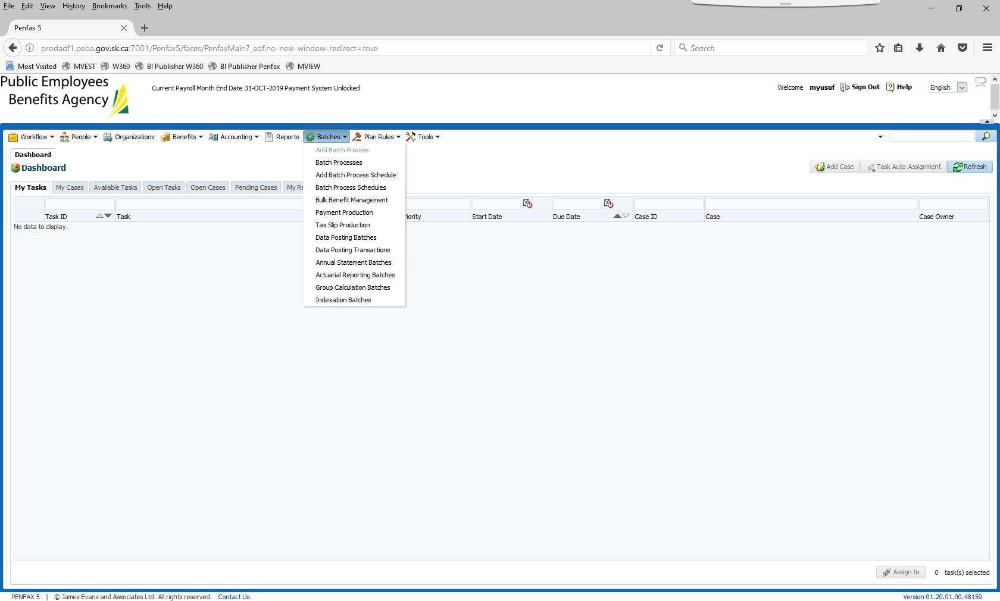 File Edit View History Bookmarks Tools Help
Penfax 5
prodadf1.peba.gov.sk.ca:7001/Penfax5/faces/PenfaxMain?_adf.no-new-window-redirect=true
Search
Most Visited MVEST W360 BI Publisher W360 BI Publisher Penfax MVIEW
Public Employees
Benefits Agency
Current Payroll Month End Date 31-OCT-2019 Payment System Unlocked
Welcome myusuf Sign Out Help English
Workflow People Organizations Benefits Accounting Reports Batches Plan Rules Tools
Dashboard
Dashboard
Add Case Task Auto-Assignment Refresh
My Tasks My Cases Available Tasks Open Tasks Open Cases Pending Cases My Re
Add Batch Process
Batch Processes
Add Batch Process Schedule
Batch Process Schedules
Bulk Benefit Management
Payment Production
Tax Slip Production
Data Posting Batches
Data Posting Transactions
Annual Statement Batches
Actuarial Reporting Batches
Group Calculation Batches
Indexation Batches
Task ID Task riority Start Date Due Date Case ID Case Case Owner
No data to display.
Assign to 0 task(s) selected
PENFAX 5 | © James Evans and Associates Ltd. All rights reserved. Contact Us
Version 01.20.01.00.48159